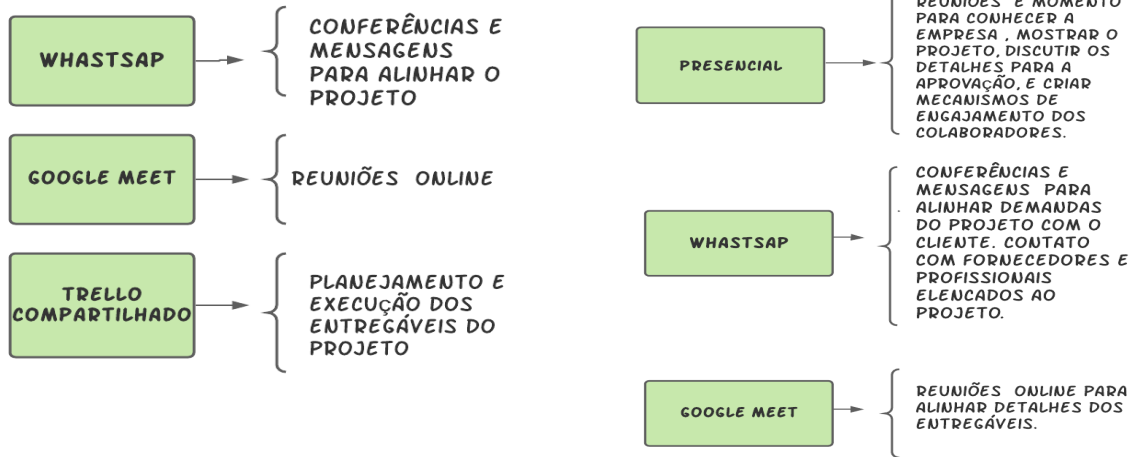 WHASTSAP
CONFERÊNCIAS E
MENSAGENS
PARA ALINHAR O
PROJETO
GOOGLE MEET
REUNIÕES ONLINE
TRELLO
COMPARTILHADO
PLANEJAMENTO E
EXECUÇÃO DOS
ENTREGÁVEIS DO
PROJETO
PRESENCIAL
REUNIÕES E MOMENTO
PARA CONHECER A
EMPRESA , MOSTRAR O
PROJETO, DISCUTIR OS
DETALHES PARA A
APROVAÇÃO, E CRIAR
MECANISMOS DE
ENGAJAMENTO DOS
COLABORADORES.
WHASTSAP
CONFERÊNCIAS E
MENSAGENS PARA
ALINHAR DEMANDAS
DO PROJETO COM O
CLIENTE. CONTATO
COM FORNECEDORES E
PROFISSIONAIS
ELENCADOS AO
PROJETO.
GOOGLE MEET
REUNIÕES ONLINE PARA
ALINHAR DETALHES DOS
ENTREGÁVEIS.